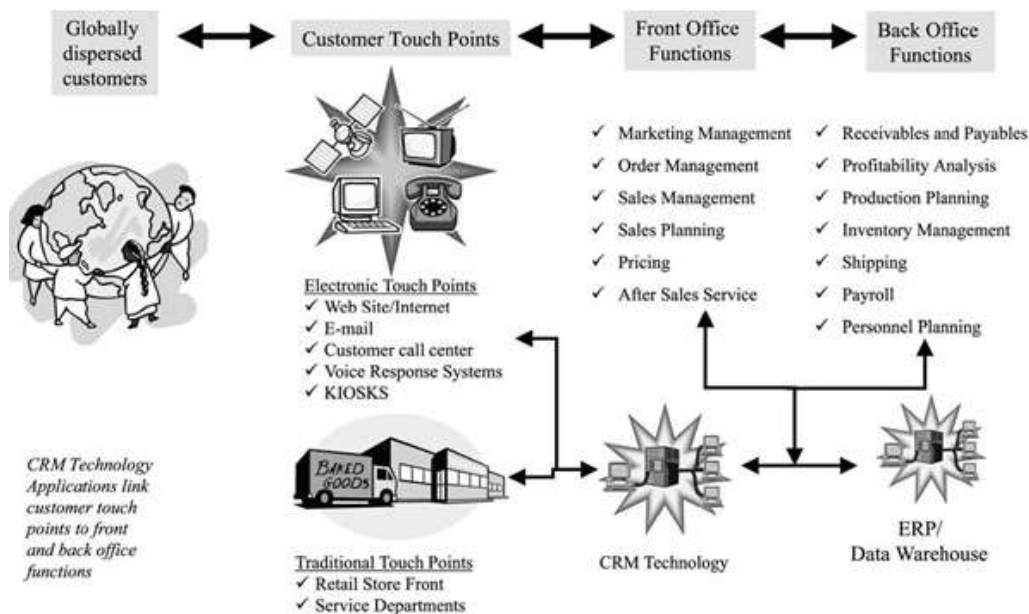 Globally
dispersed
customers
Customer Touch Points
Front Office
Functions
Back Office
Functions
✓ Marketing Management
✓ Order Management
✓ Sales Management
✓ Sales Planning
✓ Pricing
✓ After Sales Service
✓ Receivables and Payables
✓ Profitability Analysis
✓ Production Planning
✓ Inventory Management
✓ Shipping
✓ Payroll
✓ Personnel Planning
Electronic Touch Points
✓ Web Site/Internet
✓ E-mail
✓ Customer call center
✓ Voice Response Systems
✓ KIOSKS
BAKED
GOODS
CRM Technology
Applications link
customer touch
points to front
and back office
functions
Traditional Touch Points
✓ Retail Store Front
✓ Service Departments
CRM Technology
ERP/
Data Warehouse